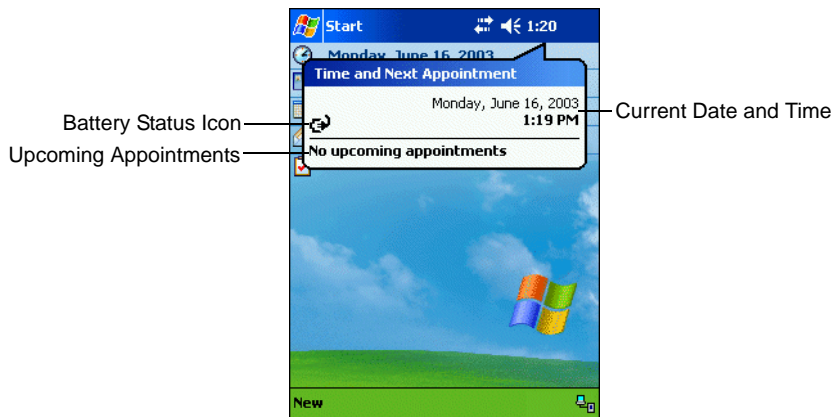 Start 1:20
Monday, June 16, 2003
Time and Next Appointment
Monday, June 16, 2003
1:19 PM
No upcoming appointments
New
Battery Status Icon
Upcoming Appointments
Current Date and Time